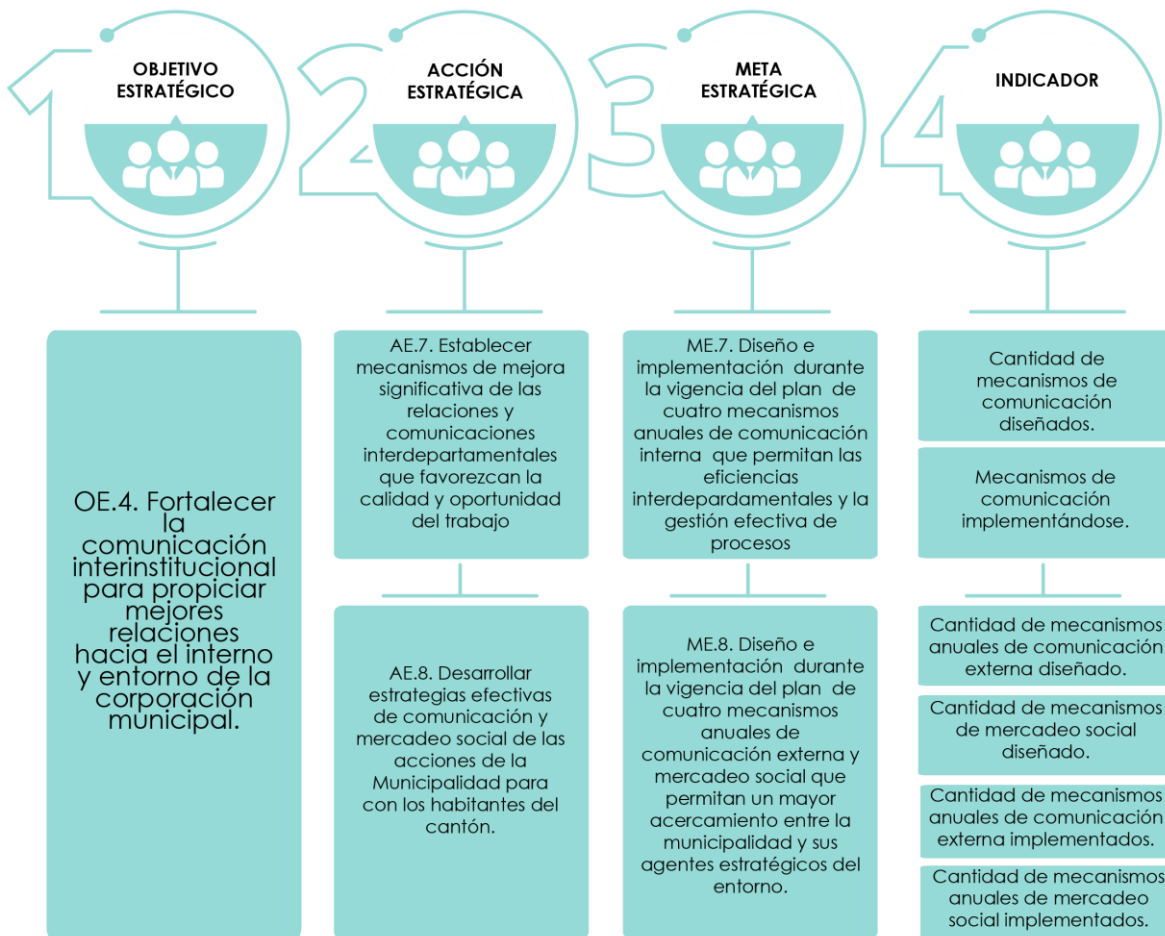 1
OBJETIVO
ESTRATÉGICO
2
ACCIÓN
ESTRATÉGICA
3
META
ESTRATÉGICA
4
INDICADOR
OE.4. Fortalecer
la
comunicación
interinstitucional
para propiciar
mejores
relaciones
hacia el interno
y entorno de la
corporación
municipal.
AE.7. Establecer
mecanismos de mejora
significativa de las
relaciones y
comunicaciones
interdepartamentales
que favorezcan la
calidad y oportunidad
del trabajo
ME.7. Diseño e
implementación durante
la vigencia del plan de
cuatro mecanismos
anuales de comunicación
interna que permitan las
eficiencias
interdepardamentales y la
gestión efectiva de
procesos
Cantidad de
mecanismos de
comunicación
diseñados.
Mecanismos de
comunicación
implementándose.
AE.8. Desarrollar
estrategias efectivas
de comunicación y
mercadeo social de las
acciones de la
Municipalidad para
con los habitantes del
cantón.
ME.8. Diseño e
implementación durante
la vigencia del plan de
cuatro mecanismos
anuales de
comunicación externa y
mercadeo social que
permitan un mayor
acercamiento entre la
municipalidad y sus
agentes estratégicos del
entorno.
Cantidad de mecanismos
anuales de comunicación
externa diseñado.
Cantidad de mecanismos
de mercadeo social
diseñado.
Cantidad de mecanismos
anuales de comunicación
externa implementados.
Cantidad de mecanismos
anuales de mercadeo
social implementados.